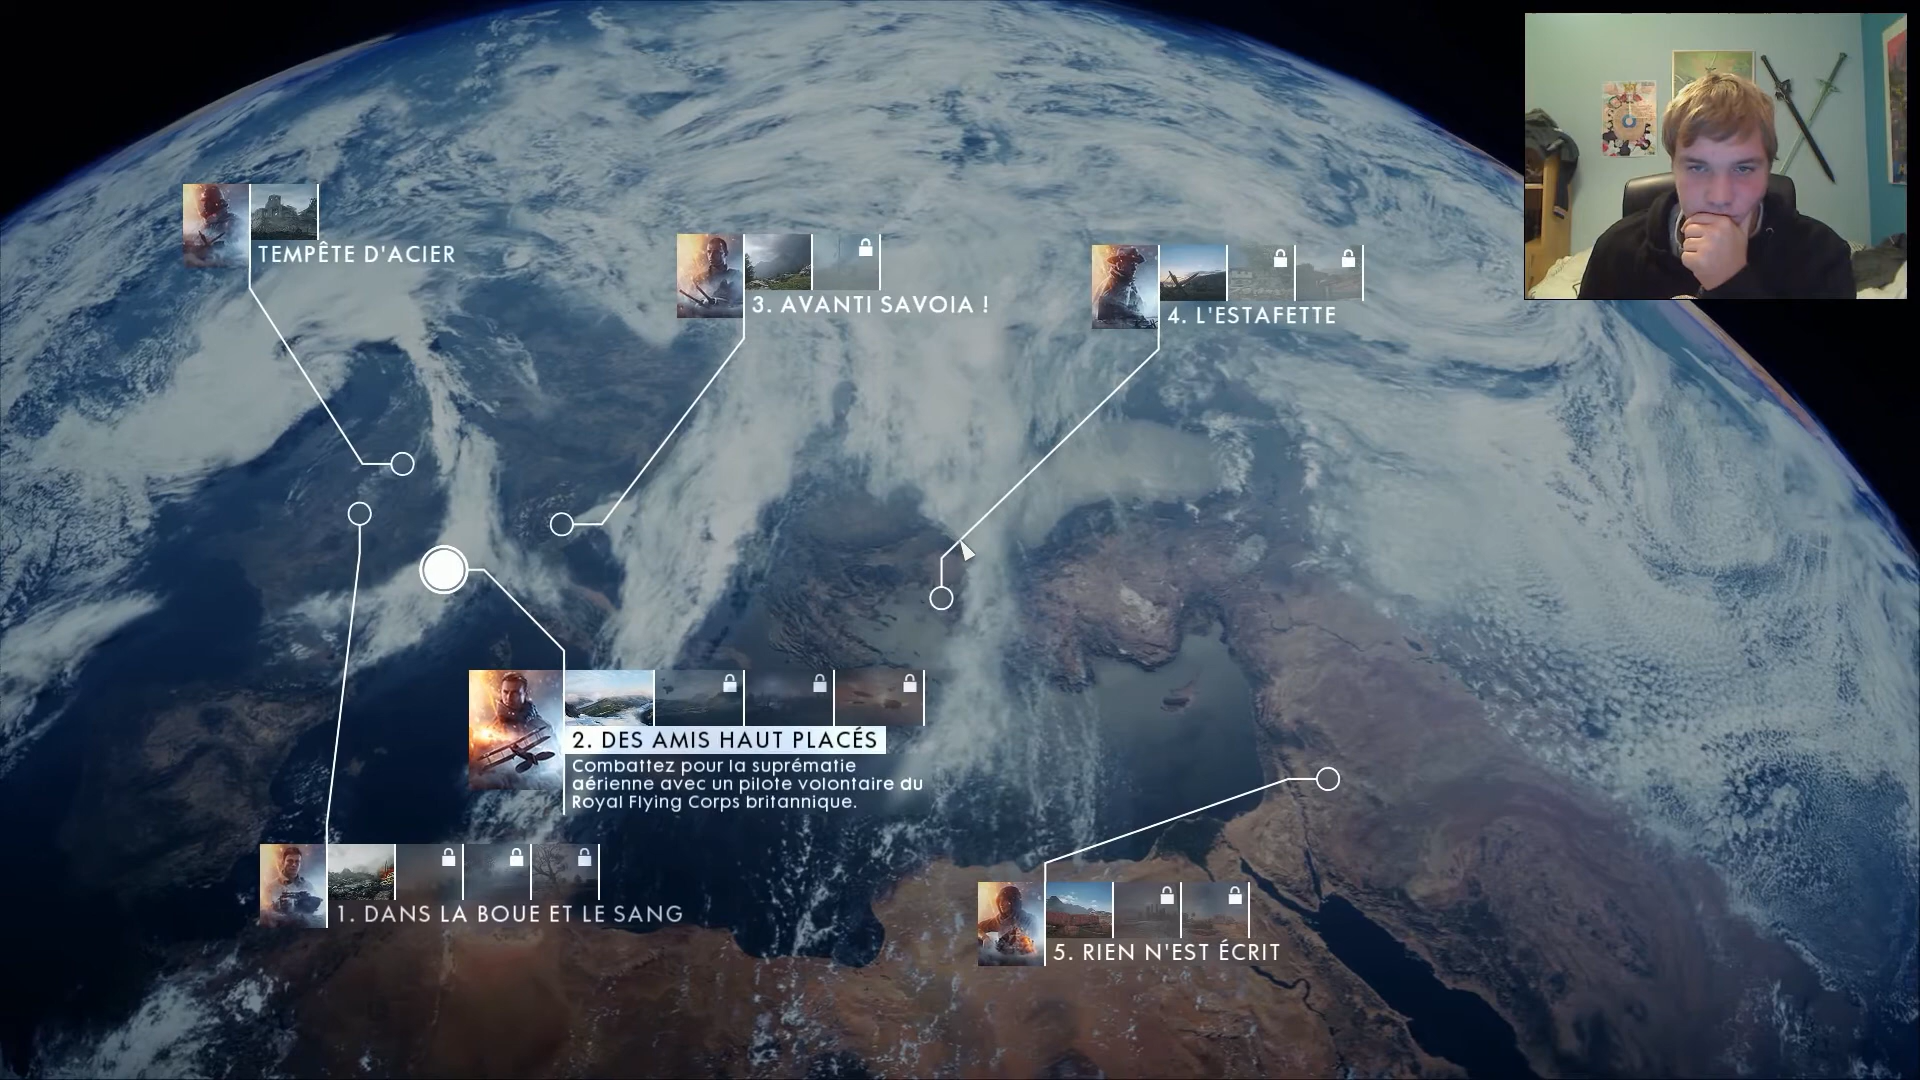 TEMPÊTE D'ACIER
3. AVANTI SAVOIA !
4. L'ESTAFETTE
2. DES AMIS HAUT PLACÉS
Combattez pour la suprématie
aérienne avec un pilote volontaire du
Royal Flying Corps britannique.
1. DANS LA BOUE ET LE SANG
5. RIEN N'EST ÉCRIT